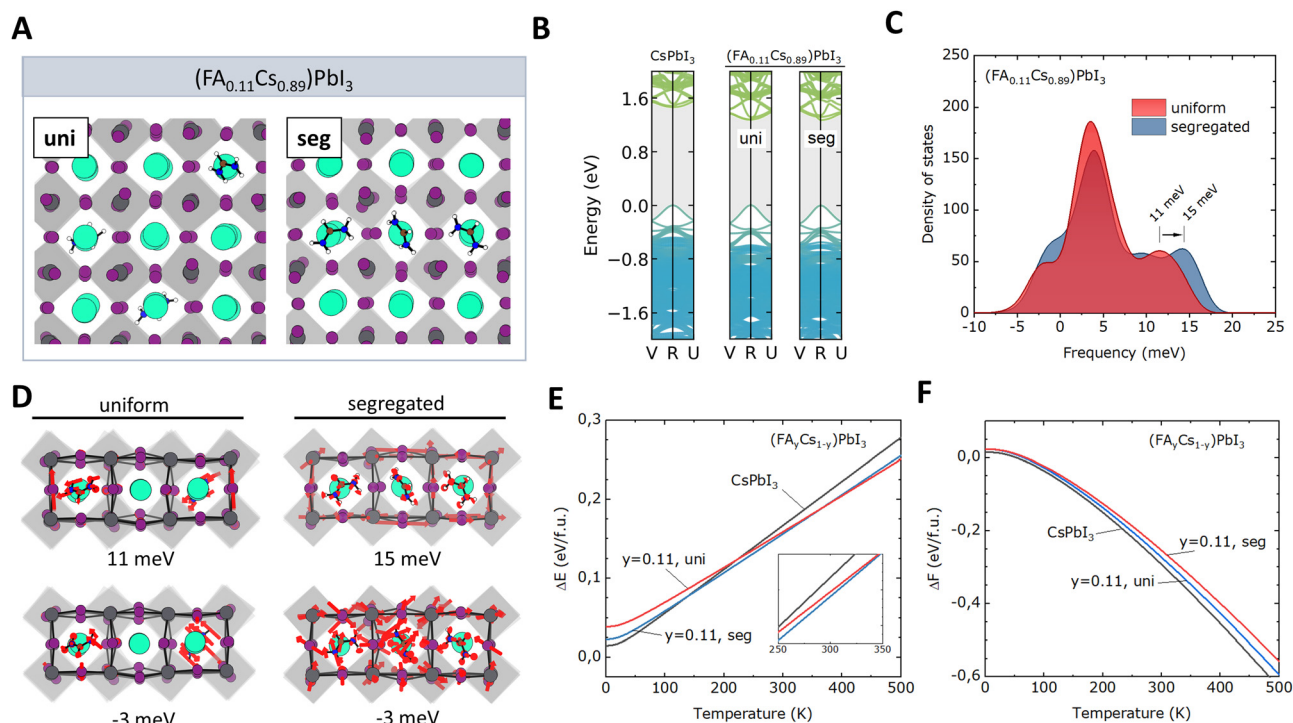 A
(FA0.11Cs0.89)PbI3
uni
seg
B
CsPbI3
(FA0.11Cs0.89)PbI3
Energy (eV)
1.6
0.8
0.0
−0.8
−1.6
uni
seg
V R U
V R U
V R U
C
(FA0.11Cs0.89)PbI3
uniform
segregated
11 meV
15 meV
Density of states
250
200
150
100
50
0
-10 -5 0 5 10 15 20 25
Frequency (meV)
D
uniform
segregated
11 meV
15 meV
-3 meV
-3 meV
E
(FAyCs1-y)PbI3
CsPbI3
y=0.11, uni
y=0.11, seg
ΔE (eV/f.u.)
0,3
0,2
0,1
0,0
250 300 350
0 100 200 300 400 500
Temperature (K)
F
(FAyCs1-y)PbI3
CsPbI3
y=0.11, seg
y=0.11, uni
ΔF (eV/f.u.)
0,0
-0,2
-0,4
-0,6
0 100 200 300 400 500
Temperature (K)